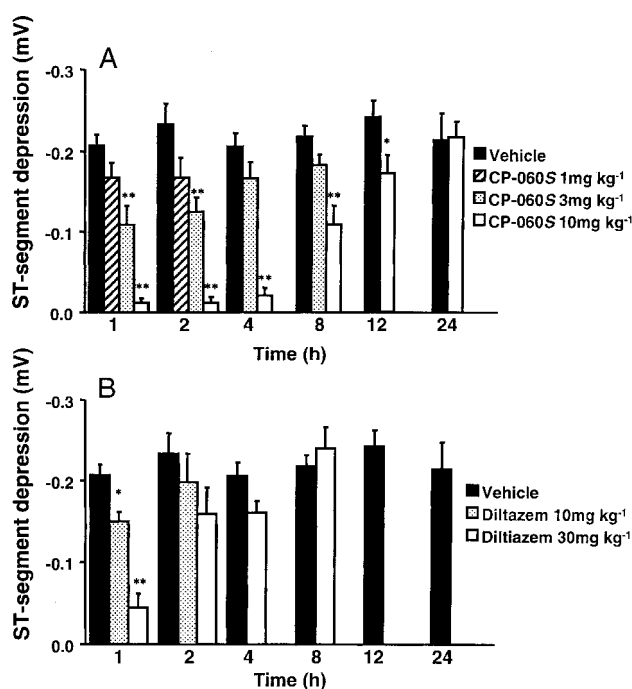 A
ST-segment depression (mV)
-0.3
-0.2
-0.1
0.0
** ** ** ** ** ** *
Vehicle
CP-060S 1mg kg-1
CP-060S 3mg kg-1
CP-060S 10mg kg-1
1 2 4 8 12 24
Time (h)
B
ST-segment depression (mV)
-0.3
-0.2
-0.1
0.0
* **
Vehicle
Diltazem 10mg kg-1
Diltiazem 30mg kg-1
1 2 4 8 12 24
Time (h)